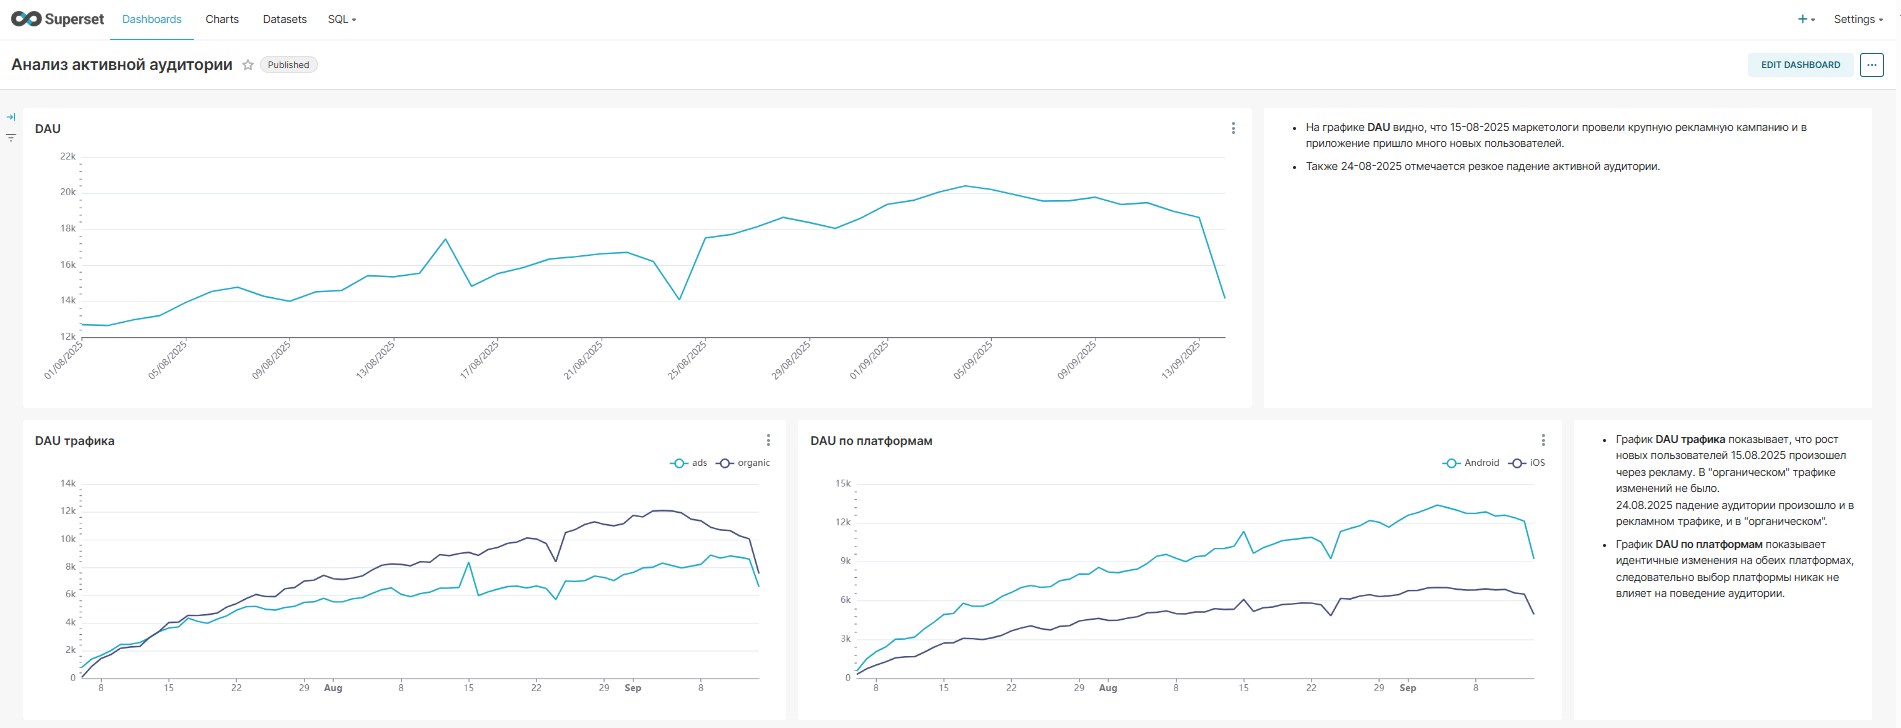 Superset Dashboards Charts Datasets SQL + Settings
Анализ активной аудитории Published EDIT DASHBOARD ...
DAU
22k
20k
18k
16k
14k
12k
01/08/2025 05/08/2025 09/08/2025 13/08/2025 17/08/2025 21/08/2025 25/08/2025 29/08/2025 01/09/2025 05/09/2025 09/09/2025 13/09/2025
• На графике DAU видно, что 15-08-2025 маркетологи провели крупную рекламную кампанию и в
приложение пришло много новых пользователей.
• Также 24-08-2025 отмечается резкое падение активной аудитории.
DAU трафика
ads organic
14k
12k
10k
8k
6k
4k
2k
0
8 15 22 29 Aug 8 15 22 29 Sep 8
DAU по платформам
Android iOS
15k
12k
9k
6k
3k
0
8 15 22 29 Aug 8 15 22 29 Sep 8
• График DAU трафика показывает, что рост
новых пользователей 15.08.2025 произошел
через рекламу. В "органическом" трафике
изменений не было.
24.08.2025 падение аудитории произошло и в
рекламном трафике, и в "органическом".
• График DAU по платформам показывает
идентичные изменения на обеих платформах,
следовательно выбор платформы никак не
влияет на поведение аудитории.